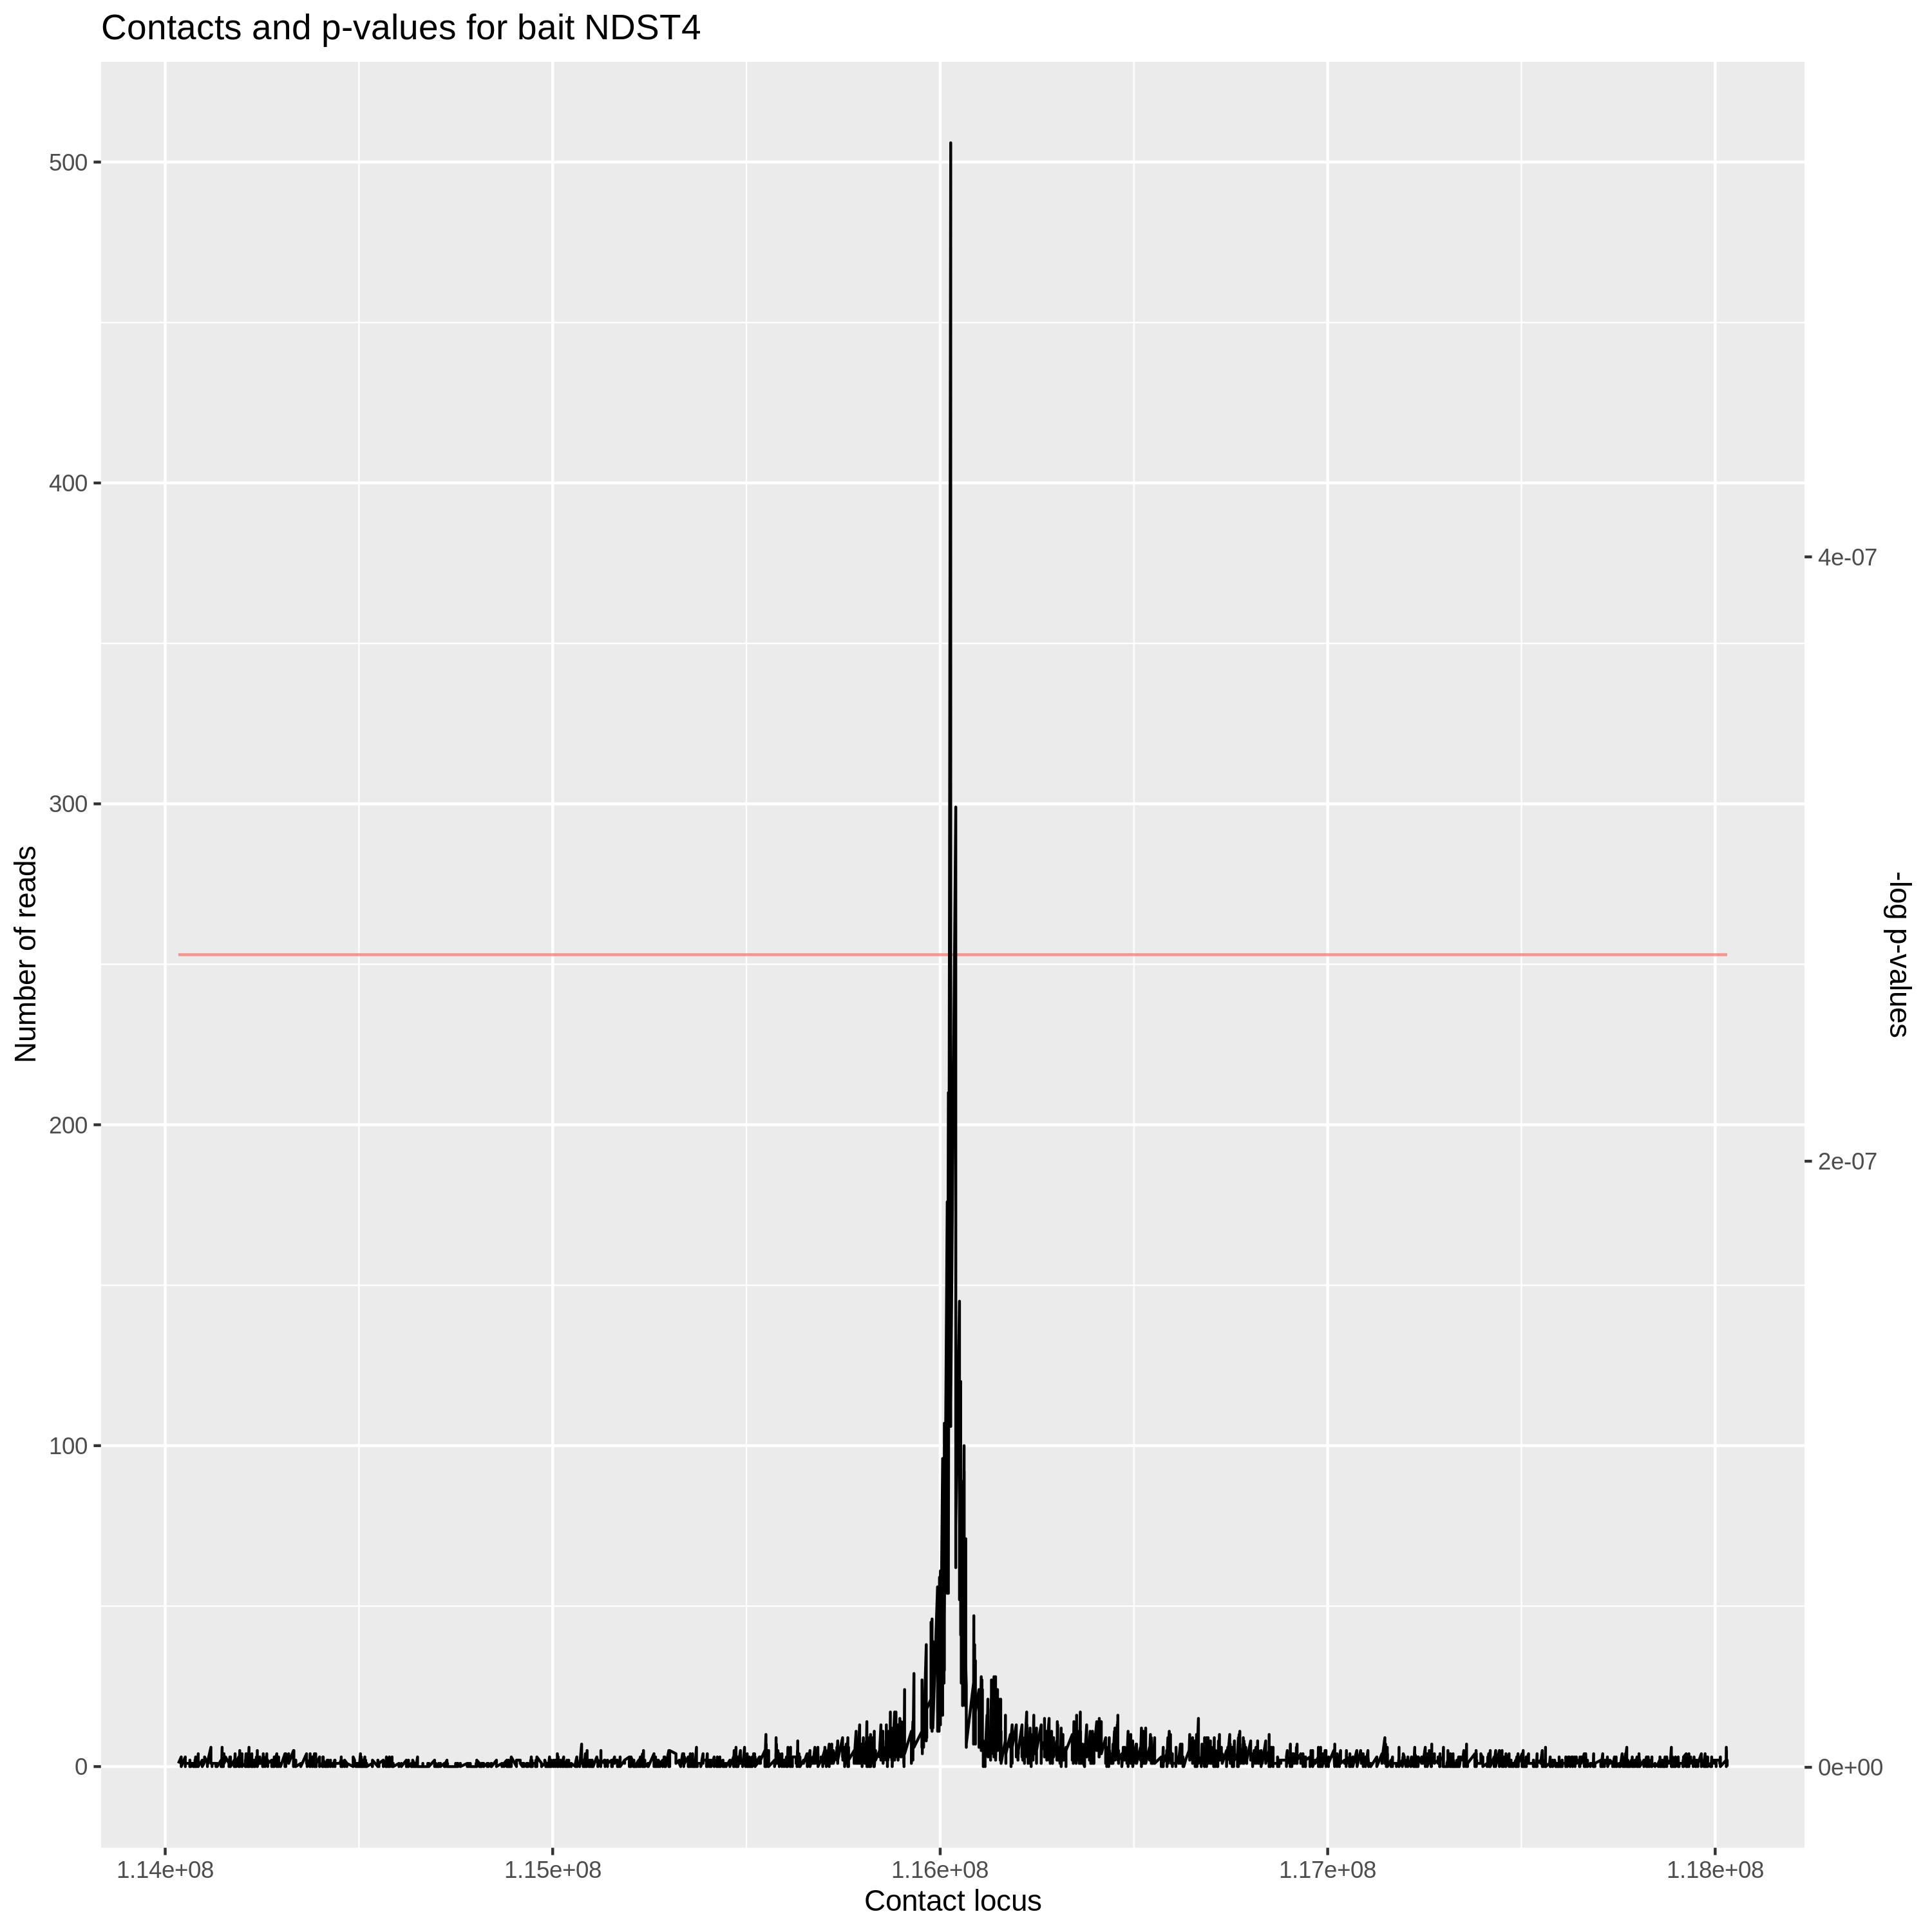 Contacts and p-values for bait NDST4
500
400
300
200
100
0
Number of reads
4e-07
2e-07
0e+00
-log p-values
1.14e+08
1.15e+08
1.16e+08
1.17e+08
1.18e+08
Contact locus